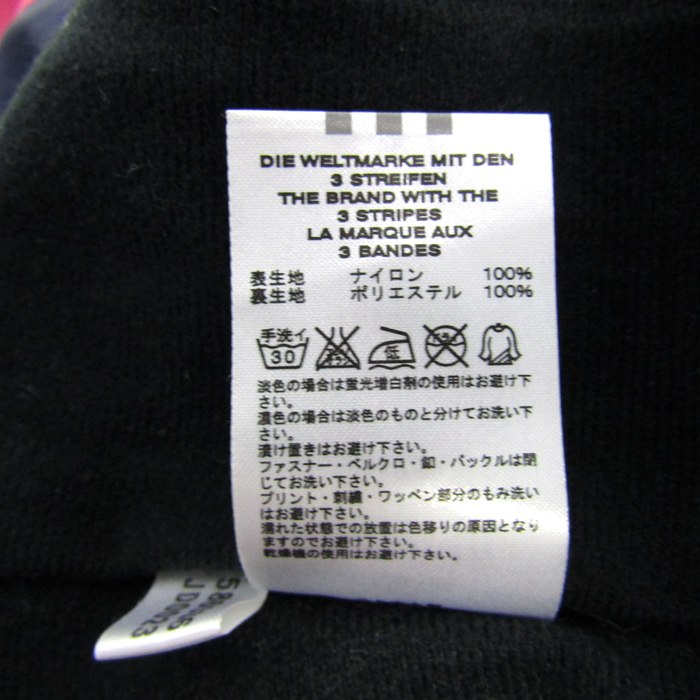 DIE WELTMARKE MIT DEN
3 STREIFEN
THE BRAND WITH THE
3 STRIPES
LA MARQUE AUX
3 BANDES
表生地 ナイロン 100%
裏生地 ポリエステル 100%
手洗イ
30
低
淡色の場合は蛍光増白剤の使用はお避け下
さい。
濃色の場合は淡色のものと分けてお洗い下
さい。
漬け置きはお避け下さい。
ファスナー・ベルクロ・釦・バックルは閉
じてお洗い下さい。
プリント・刺繍・ワッペン部分のもみ洗い
はお避け下さい。
濡れた状態での放置は色移りの原因となり
ますのでお避け下さい。
乾燥機の使用はお避け下さい。